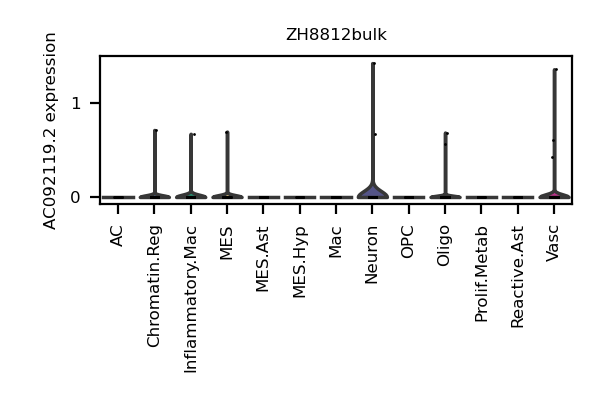 ZH8812bulk
AC092119.2 expression
1
0
AC
Chromatin.Reg
Inflammatory.Mac
MES
MES.Ast
MES.Hyp
Mac
Neuron
OPC
Oligo
Prolif.Metab
Reactive.Ast
Vasc